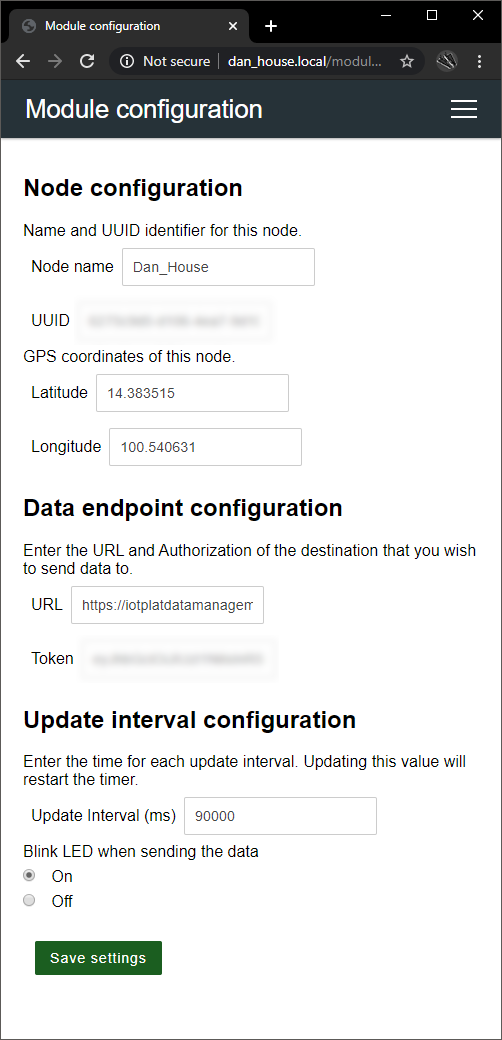 Module configuration
Not secure | dan_house.local/modul...
Module configuration
Node configuration
Name and UUID identifier for this node.
Node name Dan_House
UUID
GPS coordinates of this node.
Latitude 14.383515
Longitude 100.540631
Data endpoint configuration
Enter the URL and Authorization of the destination that you wish
to send data to.
URL https://iotplatdatamanagem
Token
Update interval configuration
Enter the time for each update interval. Updating this value will
restart the timer.
Update Interval (ms) 90000
Blink LED when sending the data
On
Off
Save settings